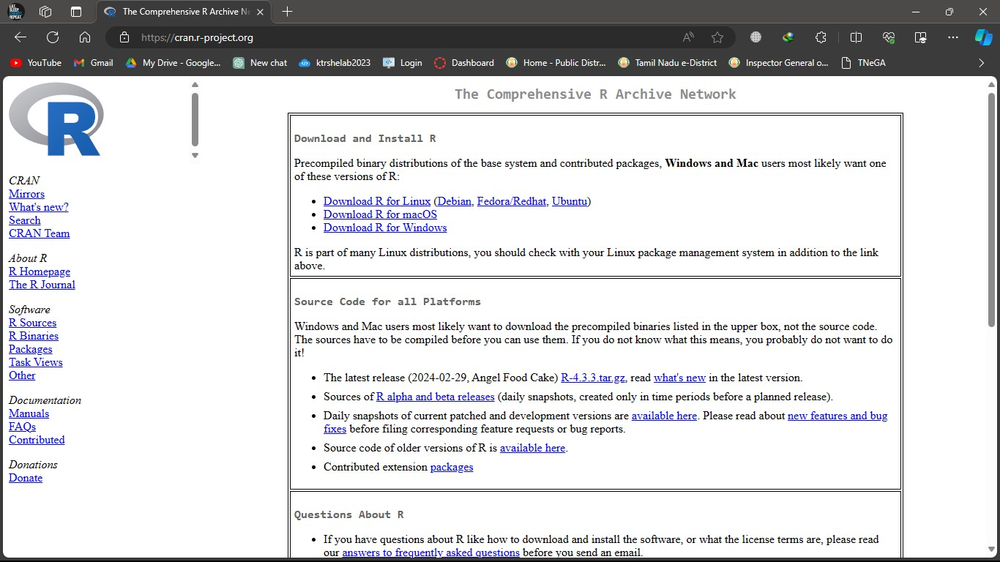 The Comprehensive R Archive Ne
https://cran.r-project.org
YouTube
Gmail
My Drive - Google...
New chat
ktrshelab2023
Login
Dashboard
Home - Public Distr...
Tamil Nadu e-District
Inspector General o...
TNeGA
R
CRAN
Mirrors
What's new?
Search
CRAN Team
About R
R Homepage
The R Journal
Software
R Sources
R Binaries
Packages
Task Views
Other
Documentation
Manuals
FAQs
Contributed
Donations
Donate
The Comprehensive R Archive Network
Download and Install R
Precompiled binary distributions of the base system and contributed packages, Windows and Mac users most likely want one
of these versions of R:
• Download R for Linux (Debian, Fedora/Redhat, Ubuntu)
• Download R for macOS
• Download R for Windows
R is part of many Linux distributions, you should check with your Linux package management system in addition to the link
above.
Source Code for all Platforms
Windows and Mac users most likely want to download the precompiled binaries listed in the upper box, not the source code.
The sources have to be compiled before you can use them. If you do not know what this means, you probably do not want to do
it!
• The latest release (2024-02-29, Angel Food Cake) R-4.3.3.tar.gz, read what's new in the latest version.
• Sources of R alpha and beta releases (daily snapshots, created only in time periods before a planned release).
• Daily snapshots of current patched and development versions are available here. Please read about new features and bug
fixes before filing corresponding feature requests or bug reports.
• Source code of older versions of R is available here.
• Contributed extension packages
Questions About R
• If you have questions about R like how to download and install the software, or what the license terms are, please read
our answers to frequently asked questions before you send an email.